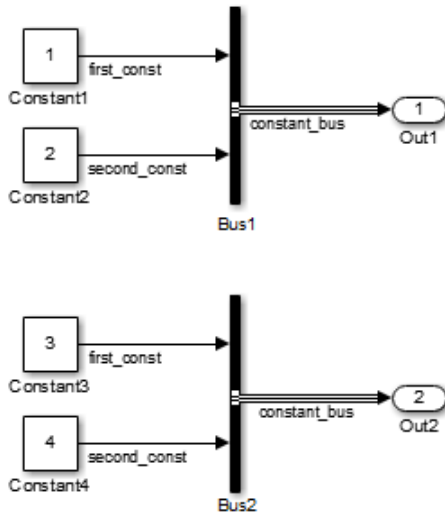 1
first_const
Constant1
constant_bus
1
Out1
2
second_const
Constant2
Bus1
3
first_const
Constant3
constant_bus
2
Out2
4
second_const
Constant4
Bus2